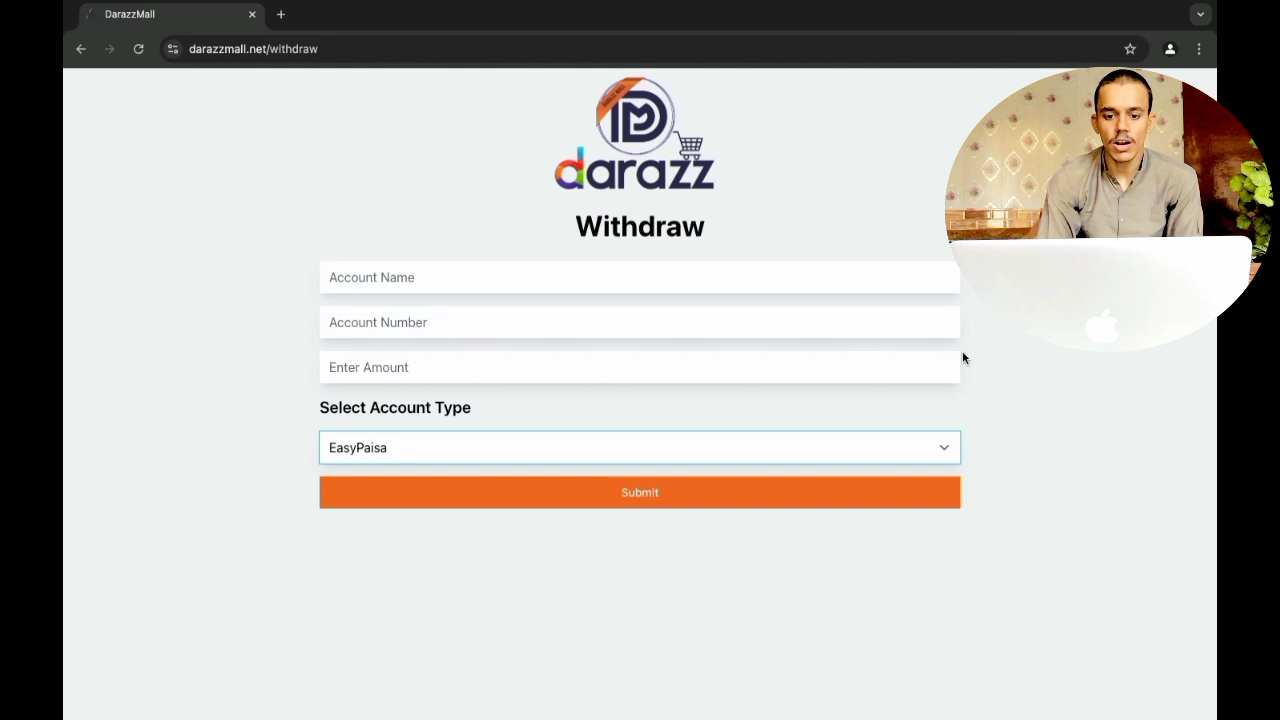 DarazzMall
darazzmall.net/withdraw
darazz
Withdraw
Account Name
Account Number
Enter Amount
Select Account Type
EasyPaisa
Submit